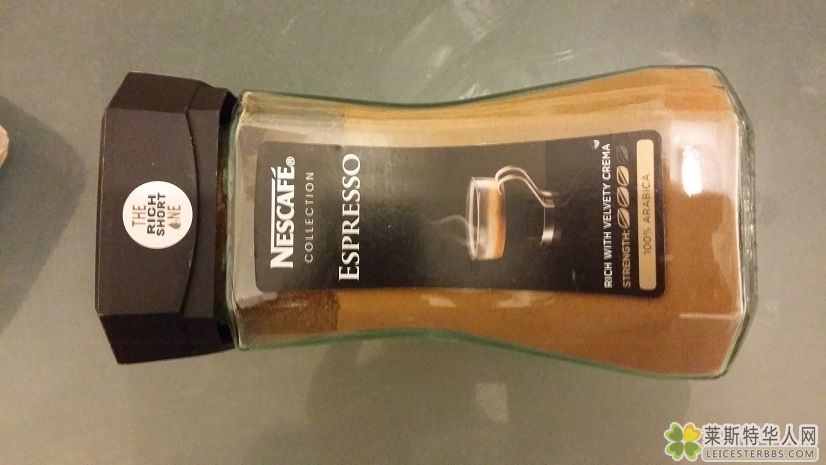 THE
RICH
SHORT
ONE
NESCAFÉ®
COLLECTION
ESPRESSO
RICH WITH VELVETY CREMA
STRENGTH:
100% ARABICA
莱斯特华人网
LEICESTERBBS.COM